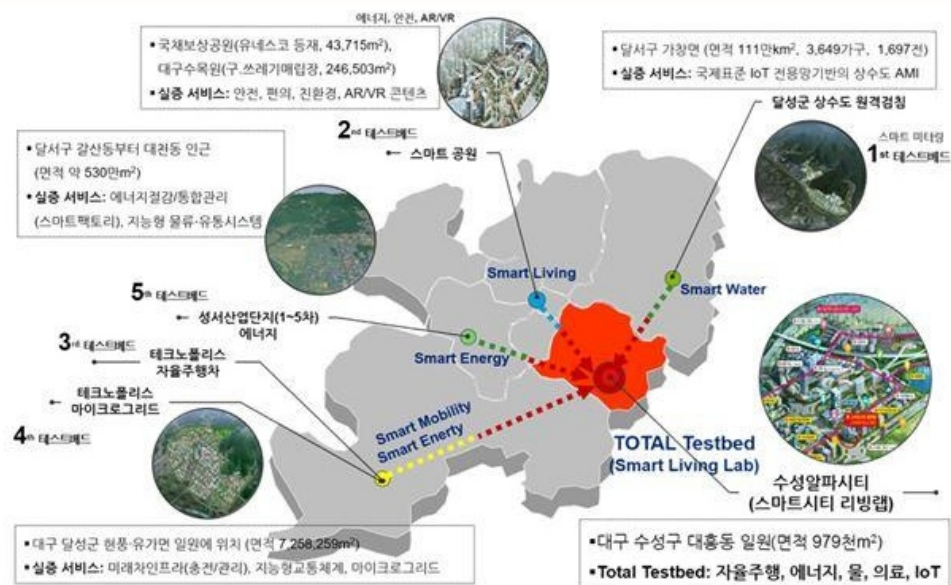 에너지, 안전, AR/VR
▪국채보상공원(유네스코 등재, 43,715m²),
대구수목원(구.쓰레기매립장, 246,503m²)
▪실증 서비스: 안전, 편의, 친환경, AR/VR 콘텐츠
▪달서구 가창면 (면적 111만km², 3,649가구, 1,697전)
▪실증 서비스: 국제표준 IoT 전용망기반의 상수도 AMI
달성군 상수도 원격검침
스마트 미터링
1st 테스트베드
2nd 테스트베드
스마트 공원
▪달서구 갈산동부터 대천동 인근
(면적 약 530만m²)
▪실증 서비스: 에너지절감/통합관리
(스마트팩토리), 지능형 물류·유통시스템
Smart Living
Smart Water
5th 테스트베드
성서산업단지(1~5차)
에너지
Smart Energy
3rd 테스트베드
테크노폴리스
자율주행차
테크노폴리스
마이크로그리드
4th 테스트베드
Smart Mobility
Smart Enerty
TOTAL Testbed
(Smart Living Lab)
수성알파시티
(스마트시티 리빙랩)
▪대구 달성군 현풍·유가면 일원에 위치 (면적 7,258,259m²)
▪실증 서비스: 미래차인프라(충전/관리), 지능형교통체계, 마이크로그리드
▪대구 수성구 대흥동 일원(면적 979천m²)
▪Total Testbed: 자율주행, 에너지, 물, 의료, IoT